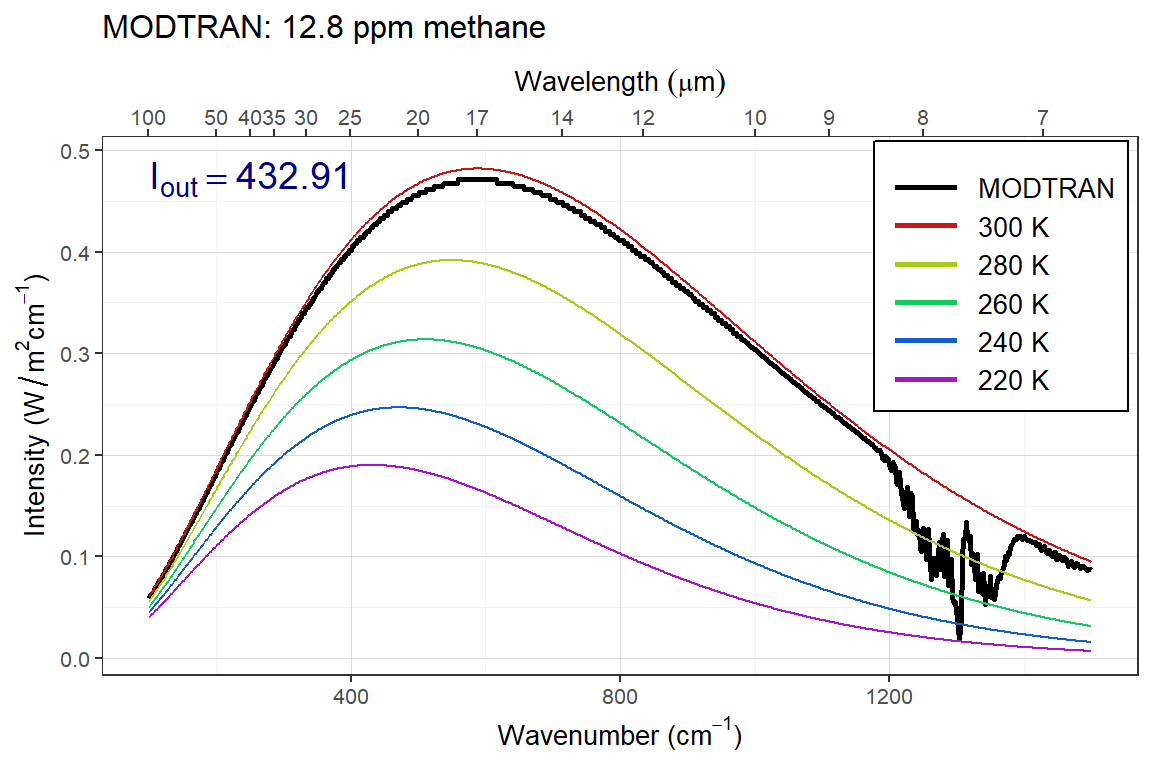 MODTRAN: 12.8 ppm methane
Wavelength (μm)
100 50 40 35 30 25 20 17 14 12 10 9 8 7
I_out = 432.91
MODTRAN
300 K
280 K
260 K
240 K
220 K
0.5
0.4
0.3
0.2
0.1
0.0
Intensity (W / m² cm⁻¹)
400 800 1200
Wavenumber (cm⁻¹)